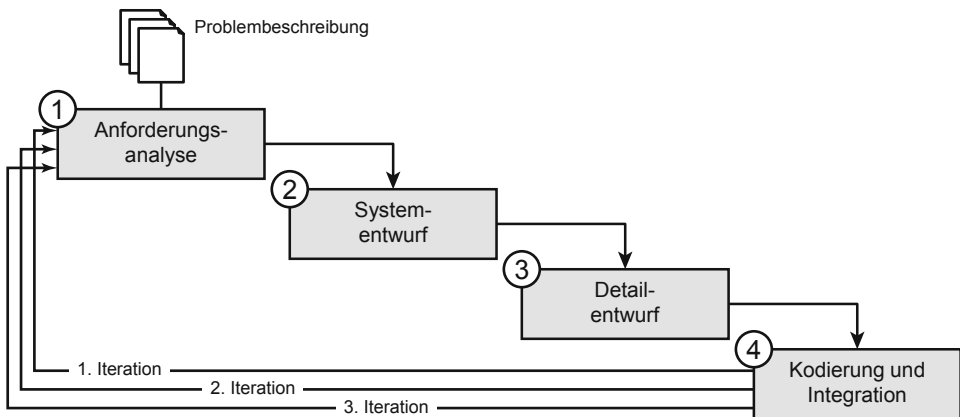 Problembeschreibung
1
Anforderungs-
analyse
2
System-
entwurf
3
Detail-
entwurf
4
Kodierung und
Integration
1. Iteration
2. Iteration
3. Iteration